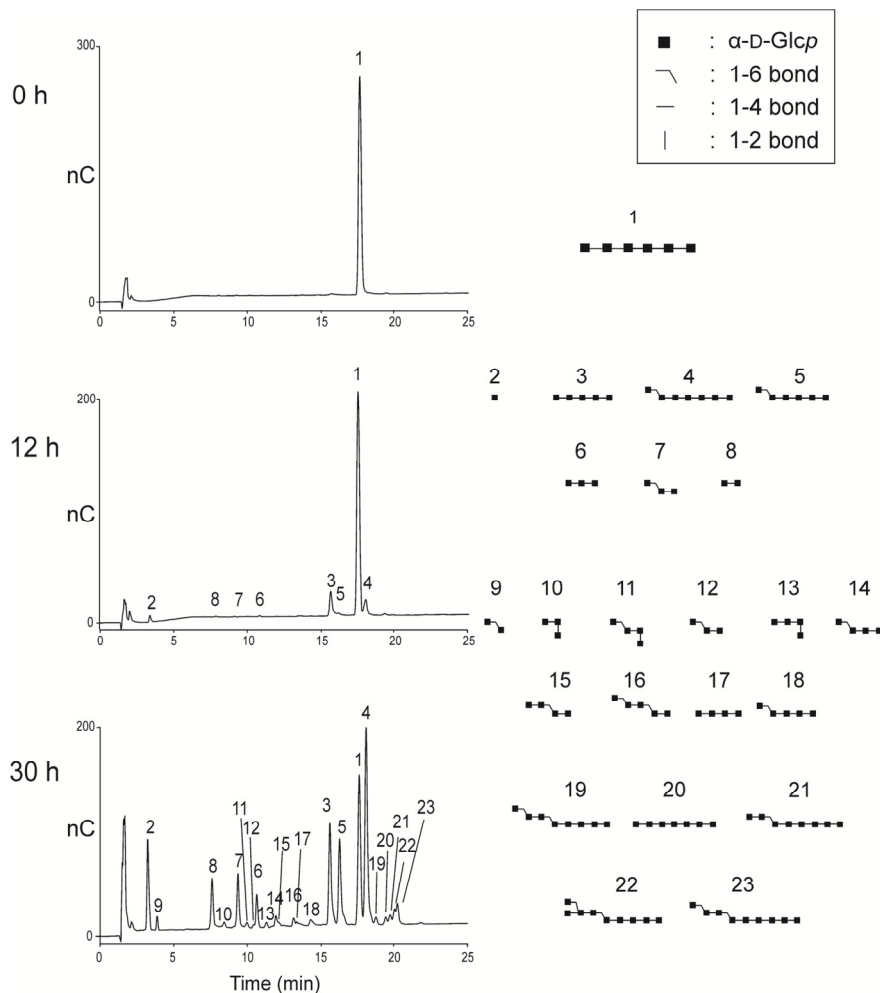 300
0 h
nC
0
1
0 5 10 15 20 25
: α-D-Glcp
: 1-6 bond
: 1-4 bond
: 1-2 bond
1
200
12 h
nC
0
1
2 8 7 6 3 5 4
0 5 10 15 20 25
2 3 4 5
6 7 8
9 10 11 12 13 14
15 16 17 18
19 20 21
22 23
200
30 h
nC
0
2 9 8 10 11 7 12 6 13 14 15 16 17 18 3 5 1 4 19 20 21 22 23
0 5 10 15 20 25
Time (min)